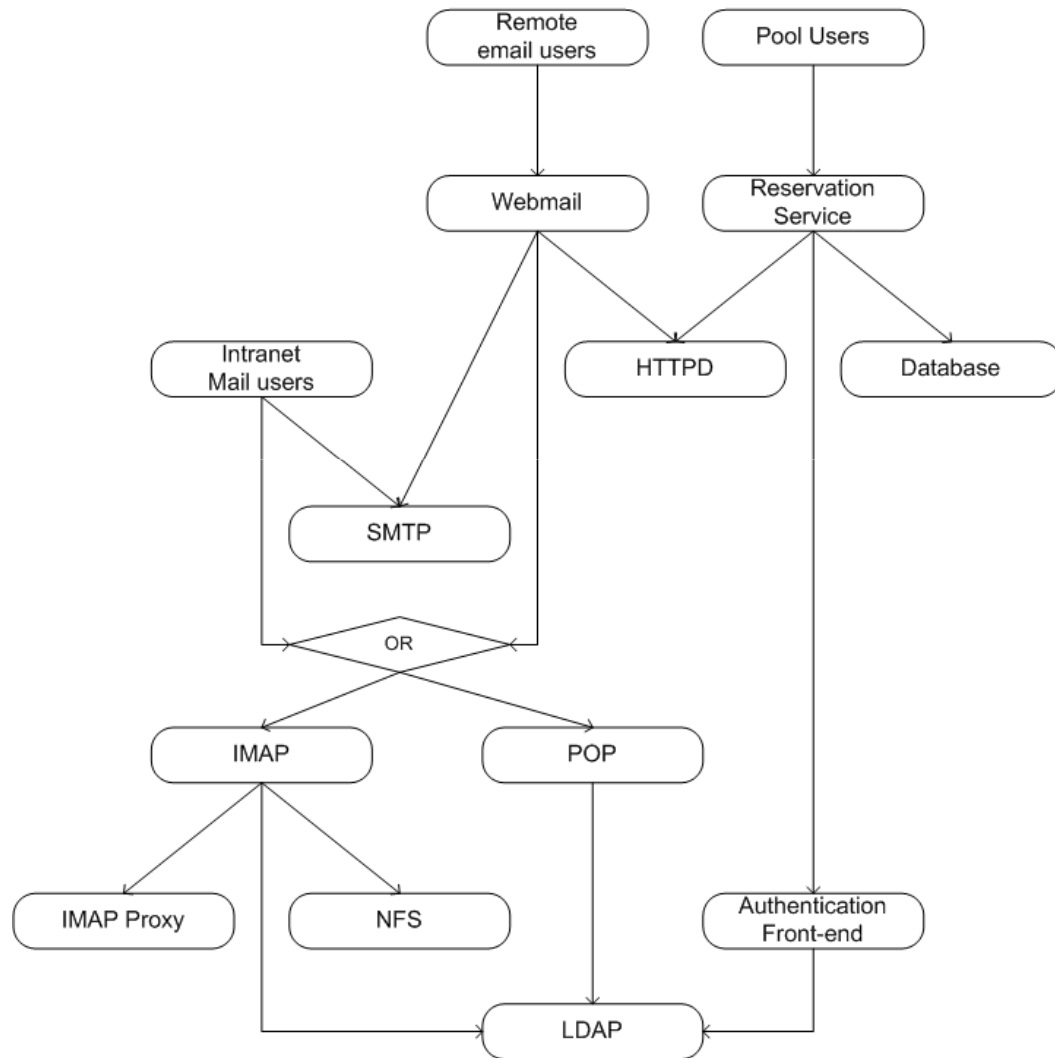 Remote
email users
Pool Users
Webmail
Reservation
Service
Intranet
Mail users
HTTPD
Database
SMTP
OR
IMAP
POP
IMAP Proxy
NFS
Authentication
Front-end
LDAP